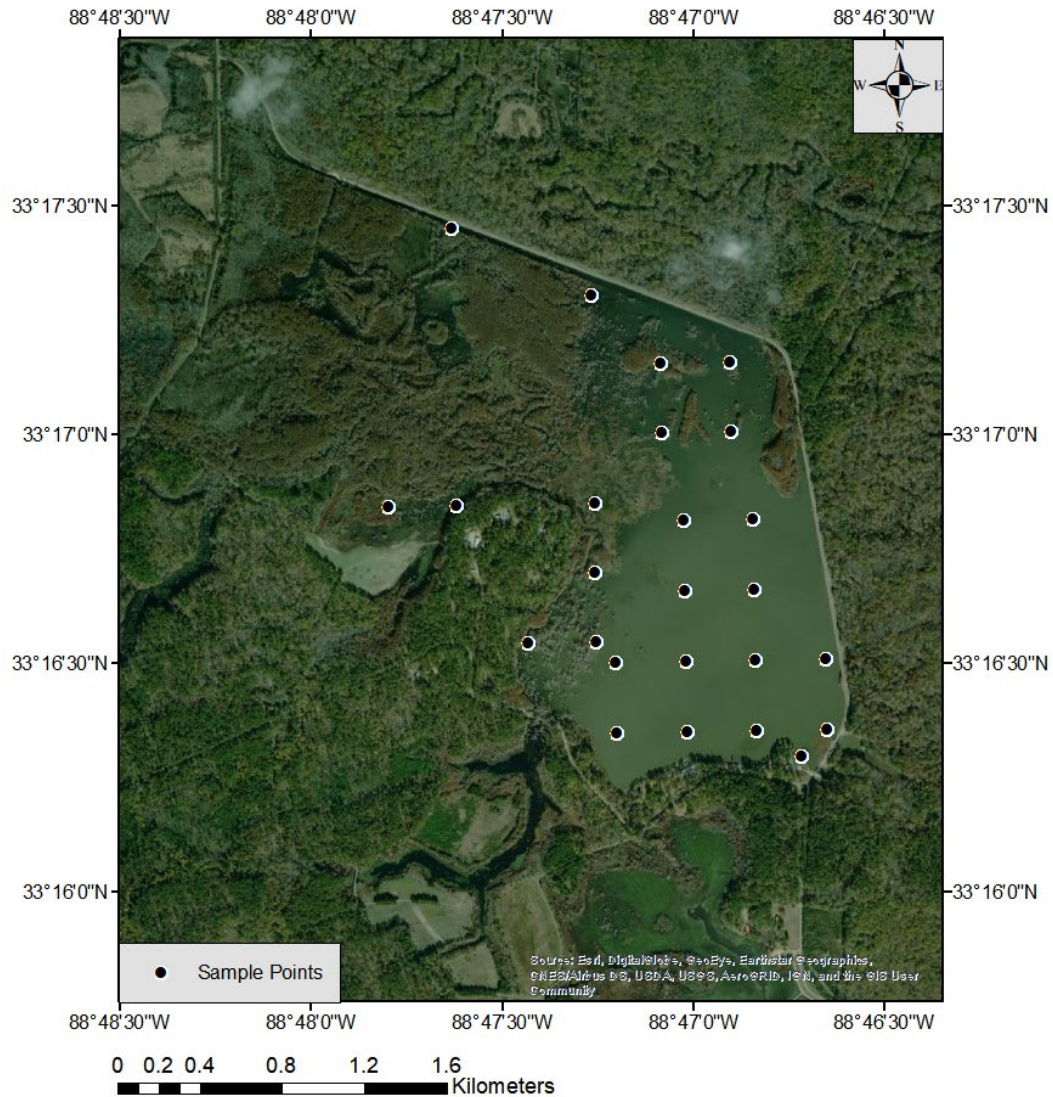 88°48'30"W 88°48'0"W 88°47'30"W 88°47'0"W 88°46'30"W
N
W E
S
33°17'30"N 33°17'30"N
33°17'0"N 33°17'0"N
33°16'30"N 33°16'30"N
33°16'0"N 33°16'0"N
Sample Points
Source: Esri, DigitalGlobe, GeoEye, Earthstar Geographics,
CNES/Airbus DS, USDA, USGS, AeroGRID, IGN, and the GIS User
Community
88°48'30"W 88°48'0"W 88°47'30"W 88°47'0"W 88°46'30"W
0 0.2 0.4 0.8 1.2 1.6
Kilometers